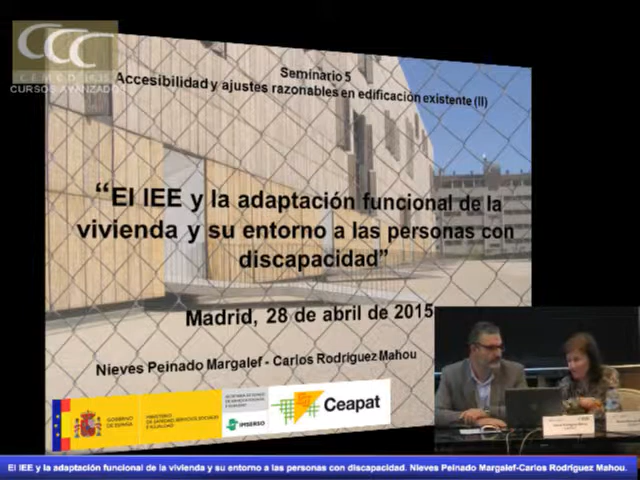 CCC
CEMCO 2015
CURSOS AVANZADOS
Seminario 5
Accesibilidad y ajustes razonables en edificación existente (II)
“El IEE y la adaptación funcional de la
vivienda y su entorno a las personas con
discapacidad”
Madrid, 28 de abril de 2015
Nieves Peinado Margalef - Carlos Rodríguez Mahou
GOBIERNO
DE ESPAÑA
MINISTERIO
DE SANIDAD, SERVICIOS SOCIALES
E IGUALDAD
IMSERSO
Ceapat
El IEE y la adaptación funcional de la vivienda y su entorno a las personas con discapacidad. Nieves Peinado Margalef-Carlos Rodríguez Mahou.